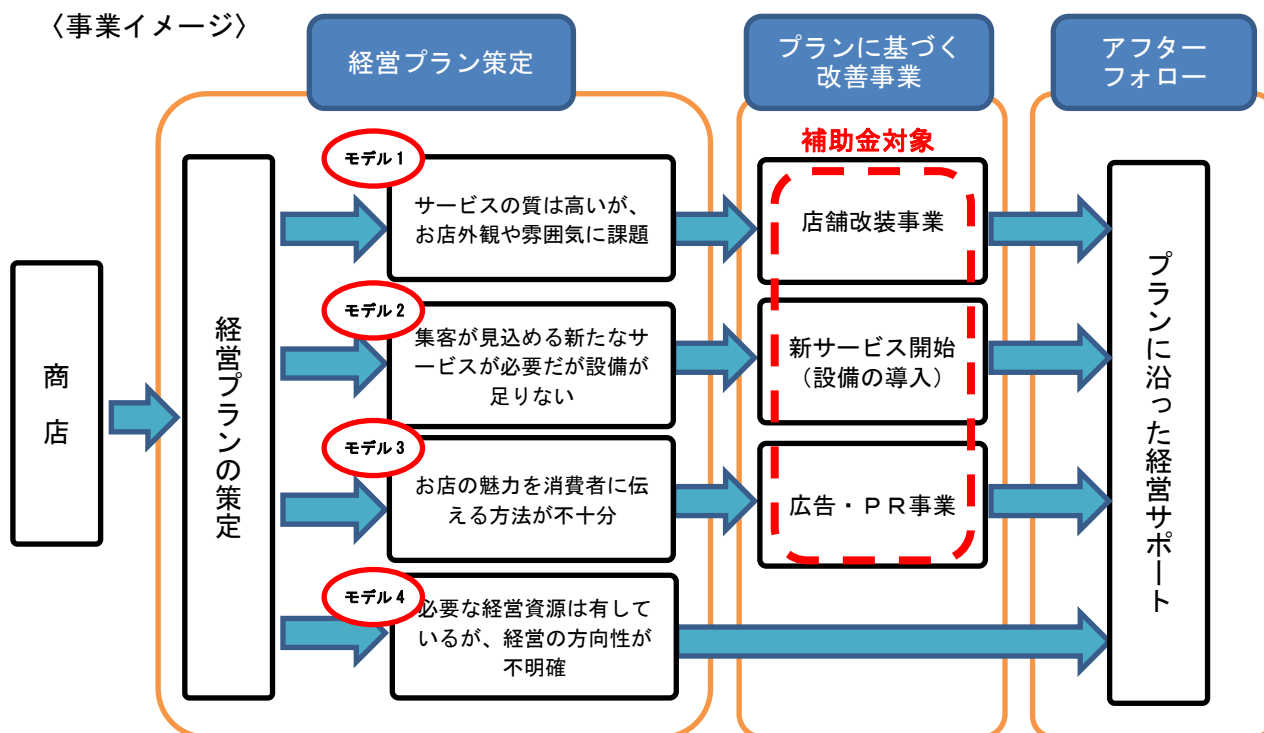 〈事業イメージ〉
経営プラン策定
プランに基づく
改善事業
アフター
フォロー
商店
経営プランの策定
モデル1
サービスの質は高いが、
お店外観や雰囲気に課題
モデル2
集客が見込める新たなサ
ービスが必要だが設備が
足りない
モデル3
お店の魅力を消費者に伝
える方法が不十分
モデル4
必要な経営資源は有して
いるが、経営の方向性が
不明確
補助金対象
店舗改装事業
新サービス開始
（設備の導入）
広告・ＰＲ事業
プランに沿った経営サポート